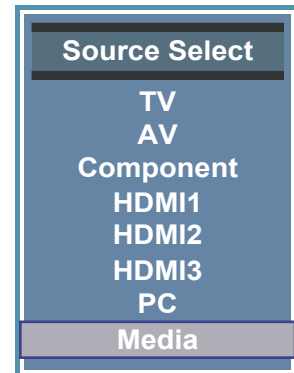 Source Select
TV
AV
Component
HDMI1
HDMI2
HDMI3
PC
Media